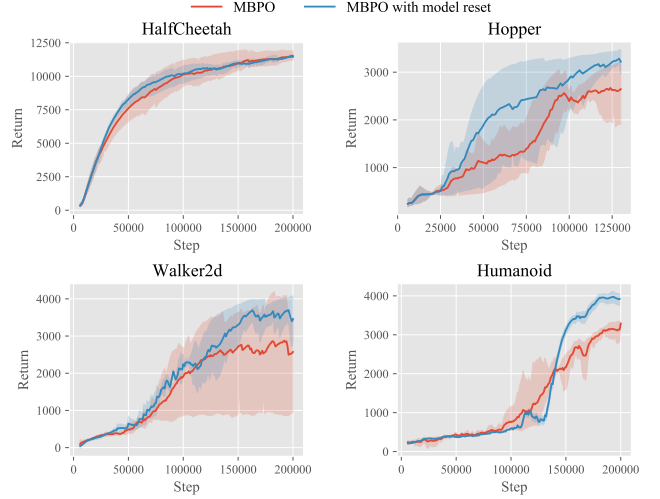 MBPO MBPO with model reset
HalfCheetah Hopper
12500
10000
7500
5000
2500
0
Return
0 50000 100000 150000 200000
Step
3000
2000
1000
Return
0 25000 50000 75000 100000 125000
Step
Walker2d Humanoid
4000
3000
2000
1000
0
Return
0 50000 100000 150000 200000
Step
4000
3000
2000
1000
0
Return
0 50000 100000 150000 200000
Step